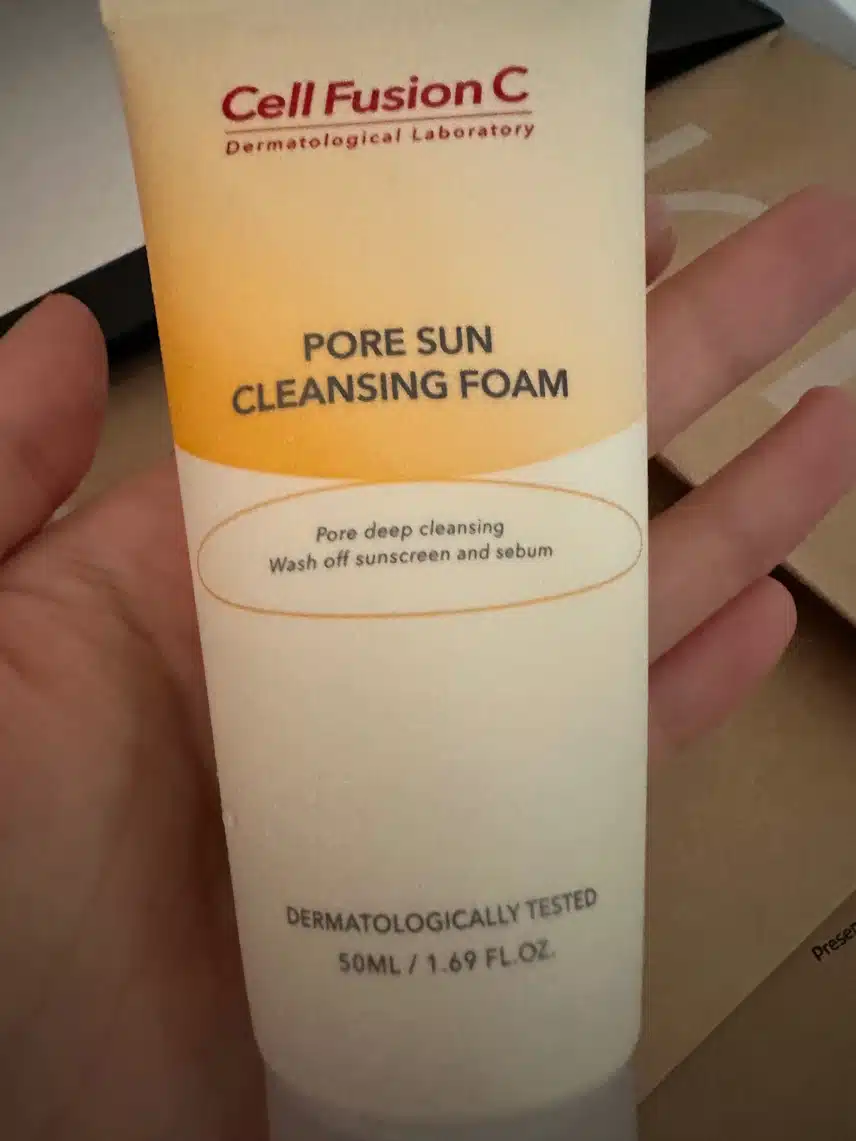 Cell Fusion C
Dermatological Laboratory
PORE SUN
CLEANSING FOAM
Pore deep cleansing
Wash off sunscreen and sebum
DERMATOLOGICALLY TESTED
50ML / 1.69 FL.OZ.